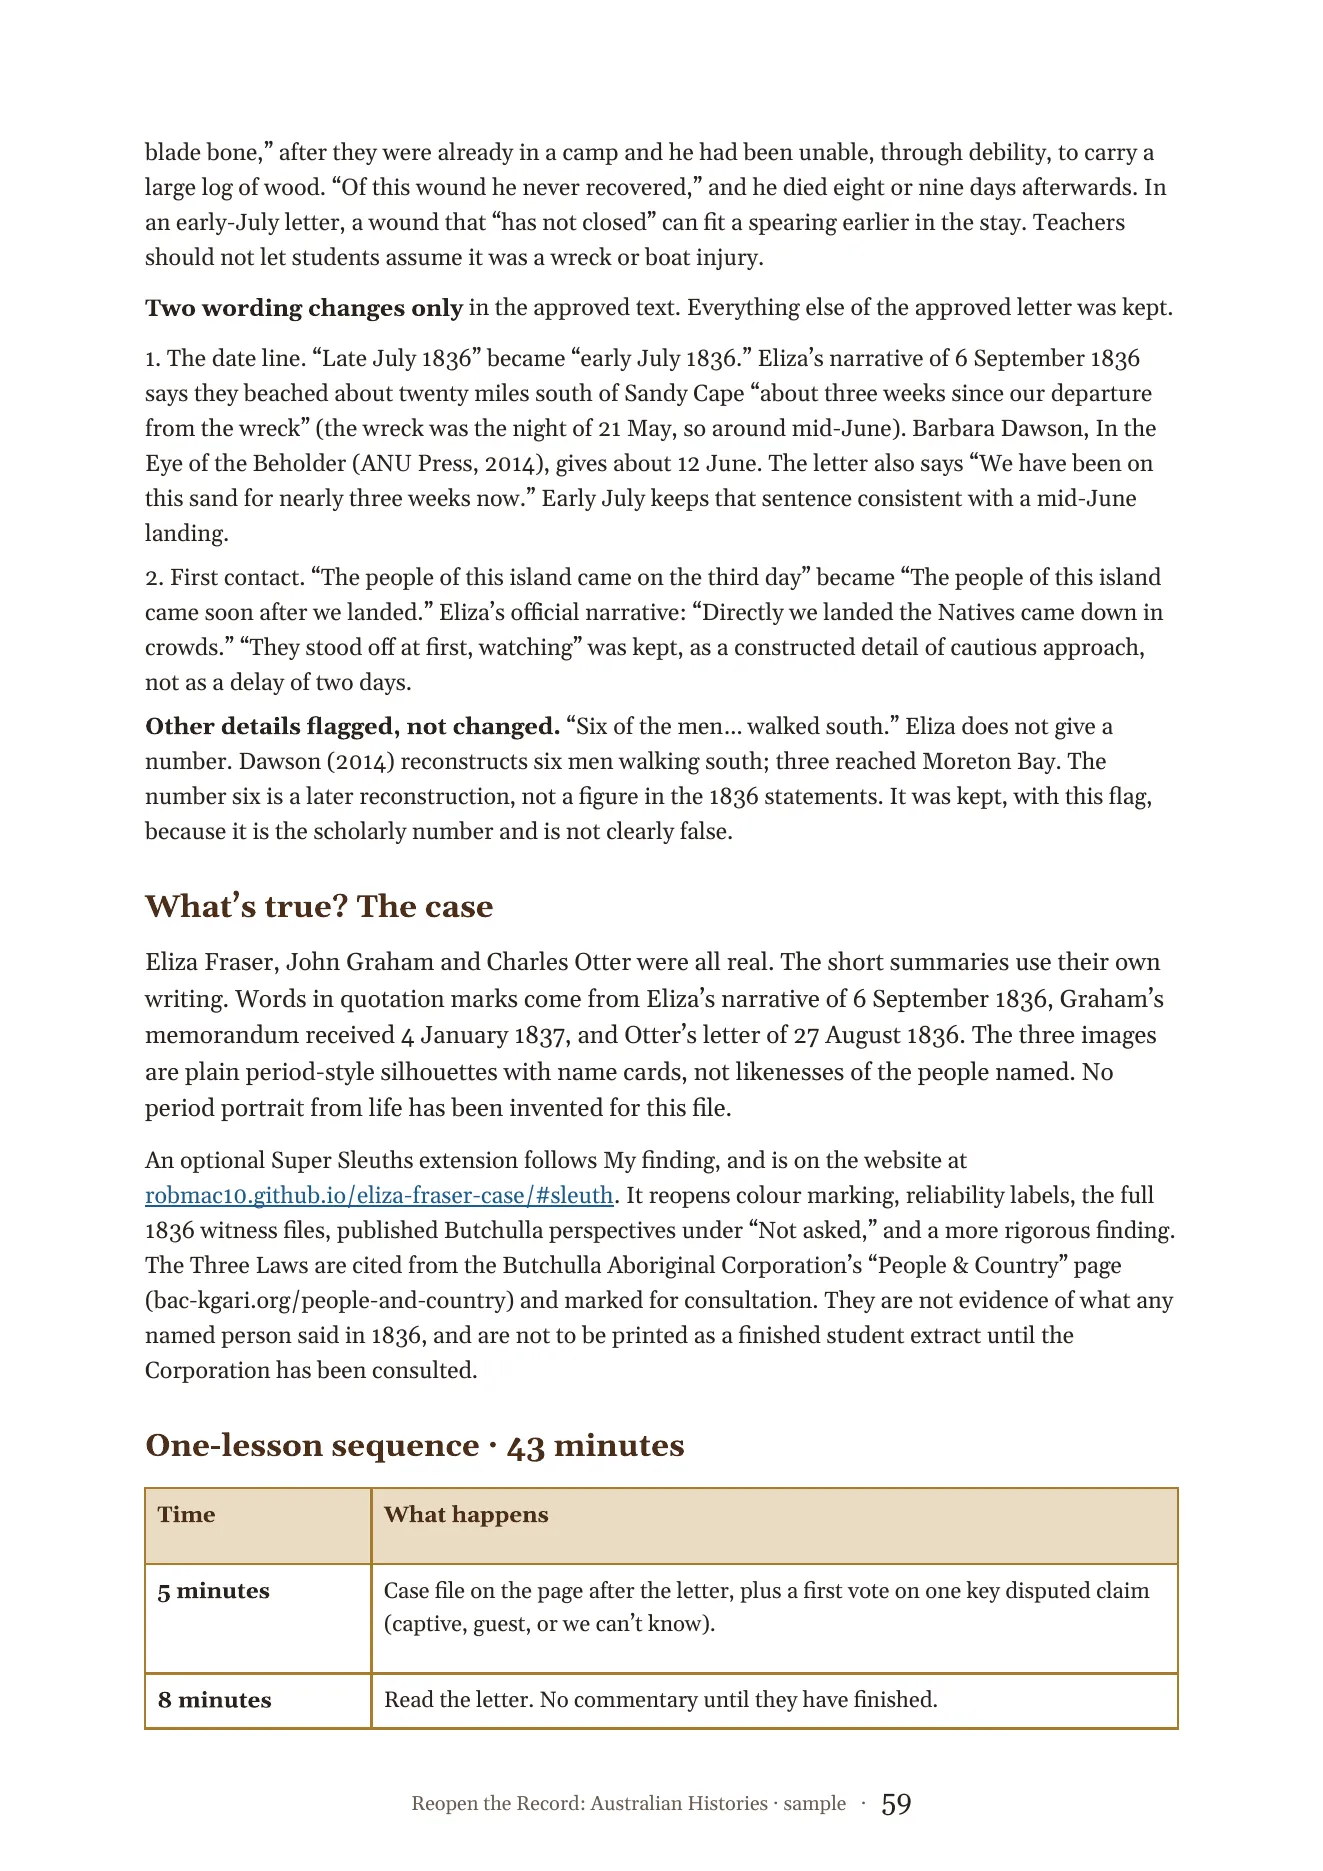 blade bone,” after they were already in a camp and he had been unable, through debility, to carry a
large log of wood. “Of this wound he never recovered,” and he died eight or nine days afterwards. In
an early-July letter, a wound that “has not closed” can fit a spearing earlier in the stay. Teachers
should not let students assume it was a wreck or boat injury.
Two wording changes only in the approved text. Everything else of the approved letter was kept.
1. The date line. “Late July 1836” became “early July 1836.” Eliza’s narrative of 6 September 1836
says they beached about twenty miles south of Sandy Cape “about three weeks since our departure
from the wreck” (the wreck was the night of 21 May, so around mid-June). Barbara Dawson, In the
Eye of the Beholder (ANU Press, 2014), gives about 12 June. The letter also says “We have been on
this sand for nearly three weeks now.” Early July keeps that sentence consistent with a mid-June
landing.
2. First contact. “The people of this island came on the third day” became “The people of this island
came soon after we landed.” Eliza’s official narrative: “Directly we landed the Natives came down in
crowds.” “They stood off at first, watching” was kept, as a constructed detail of cautious approach,
not as a delay of two days.
Other details flagged, not changed. “Six of the men… walked south.” Eliza does not give a
number. Dawson (2014) reconstructs six men walking south; three reached Moreton Bay. The
number six is a later reconstruction, not a figure in the 1836 statements. It was kept, with this flag,
because it is the scholarly number and is not clearly false.
What’s true? The case
Eliza Fraser, John Graham and Charles Otter were all real. The short summaries use their own
writing. Words in quotation marks come from Eliza’s narrative of 6 September 1836, Graham’s
memorandum received 4 January 1837, and Otter’s letter of 27 August 1836. The three images
are plain period-style silhouettes with name cards, not likenesses of the people named. No
period portrait from life has been invented for this file.
An optional Super Sleuths extension follows My finding, and is on the website at
robmac10.github.io/eliza-fraser-case/#sleuth. It reopens colour marking, reliability labels, the full
1836 witness files, published Butchulla perspectives under “Not asked,” and a more rigorous finding.
The Three Laws are cited from the Butchulla Aboriginal Corporation’s “People & Country” page
(bac-kgari.org/people-and-country) and marked for consultation. They are not evidence of what any
named person said in 1836, and are not to be printed as a finished student extract until the
Corporation has been consulted.
One-lesson sequence · 43 minutes
Time What happens
5 minutes Case file on the page after the letter, plus a first vote on one key disputed claim
(captive, guest, or we can’t know).
8 minutes Read the letter. No commentary until they have finished.
Reopen the Record: Australian Histories · sample · 59